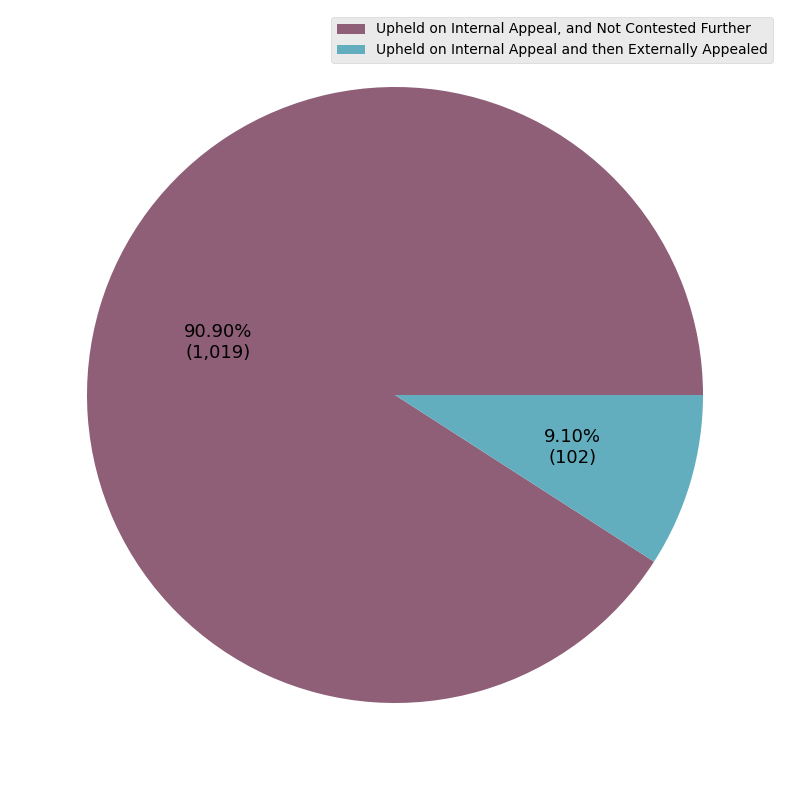 Upheld on Internal Appeal, and Not Contested Further
Upheld on Internal Appeal and then Externally Appealed
90.90%
(1,019)
9.10%
(102)